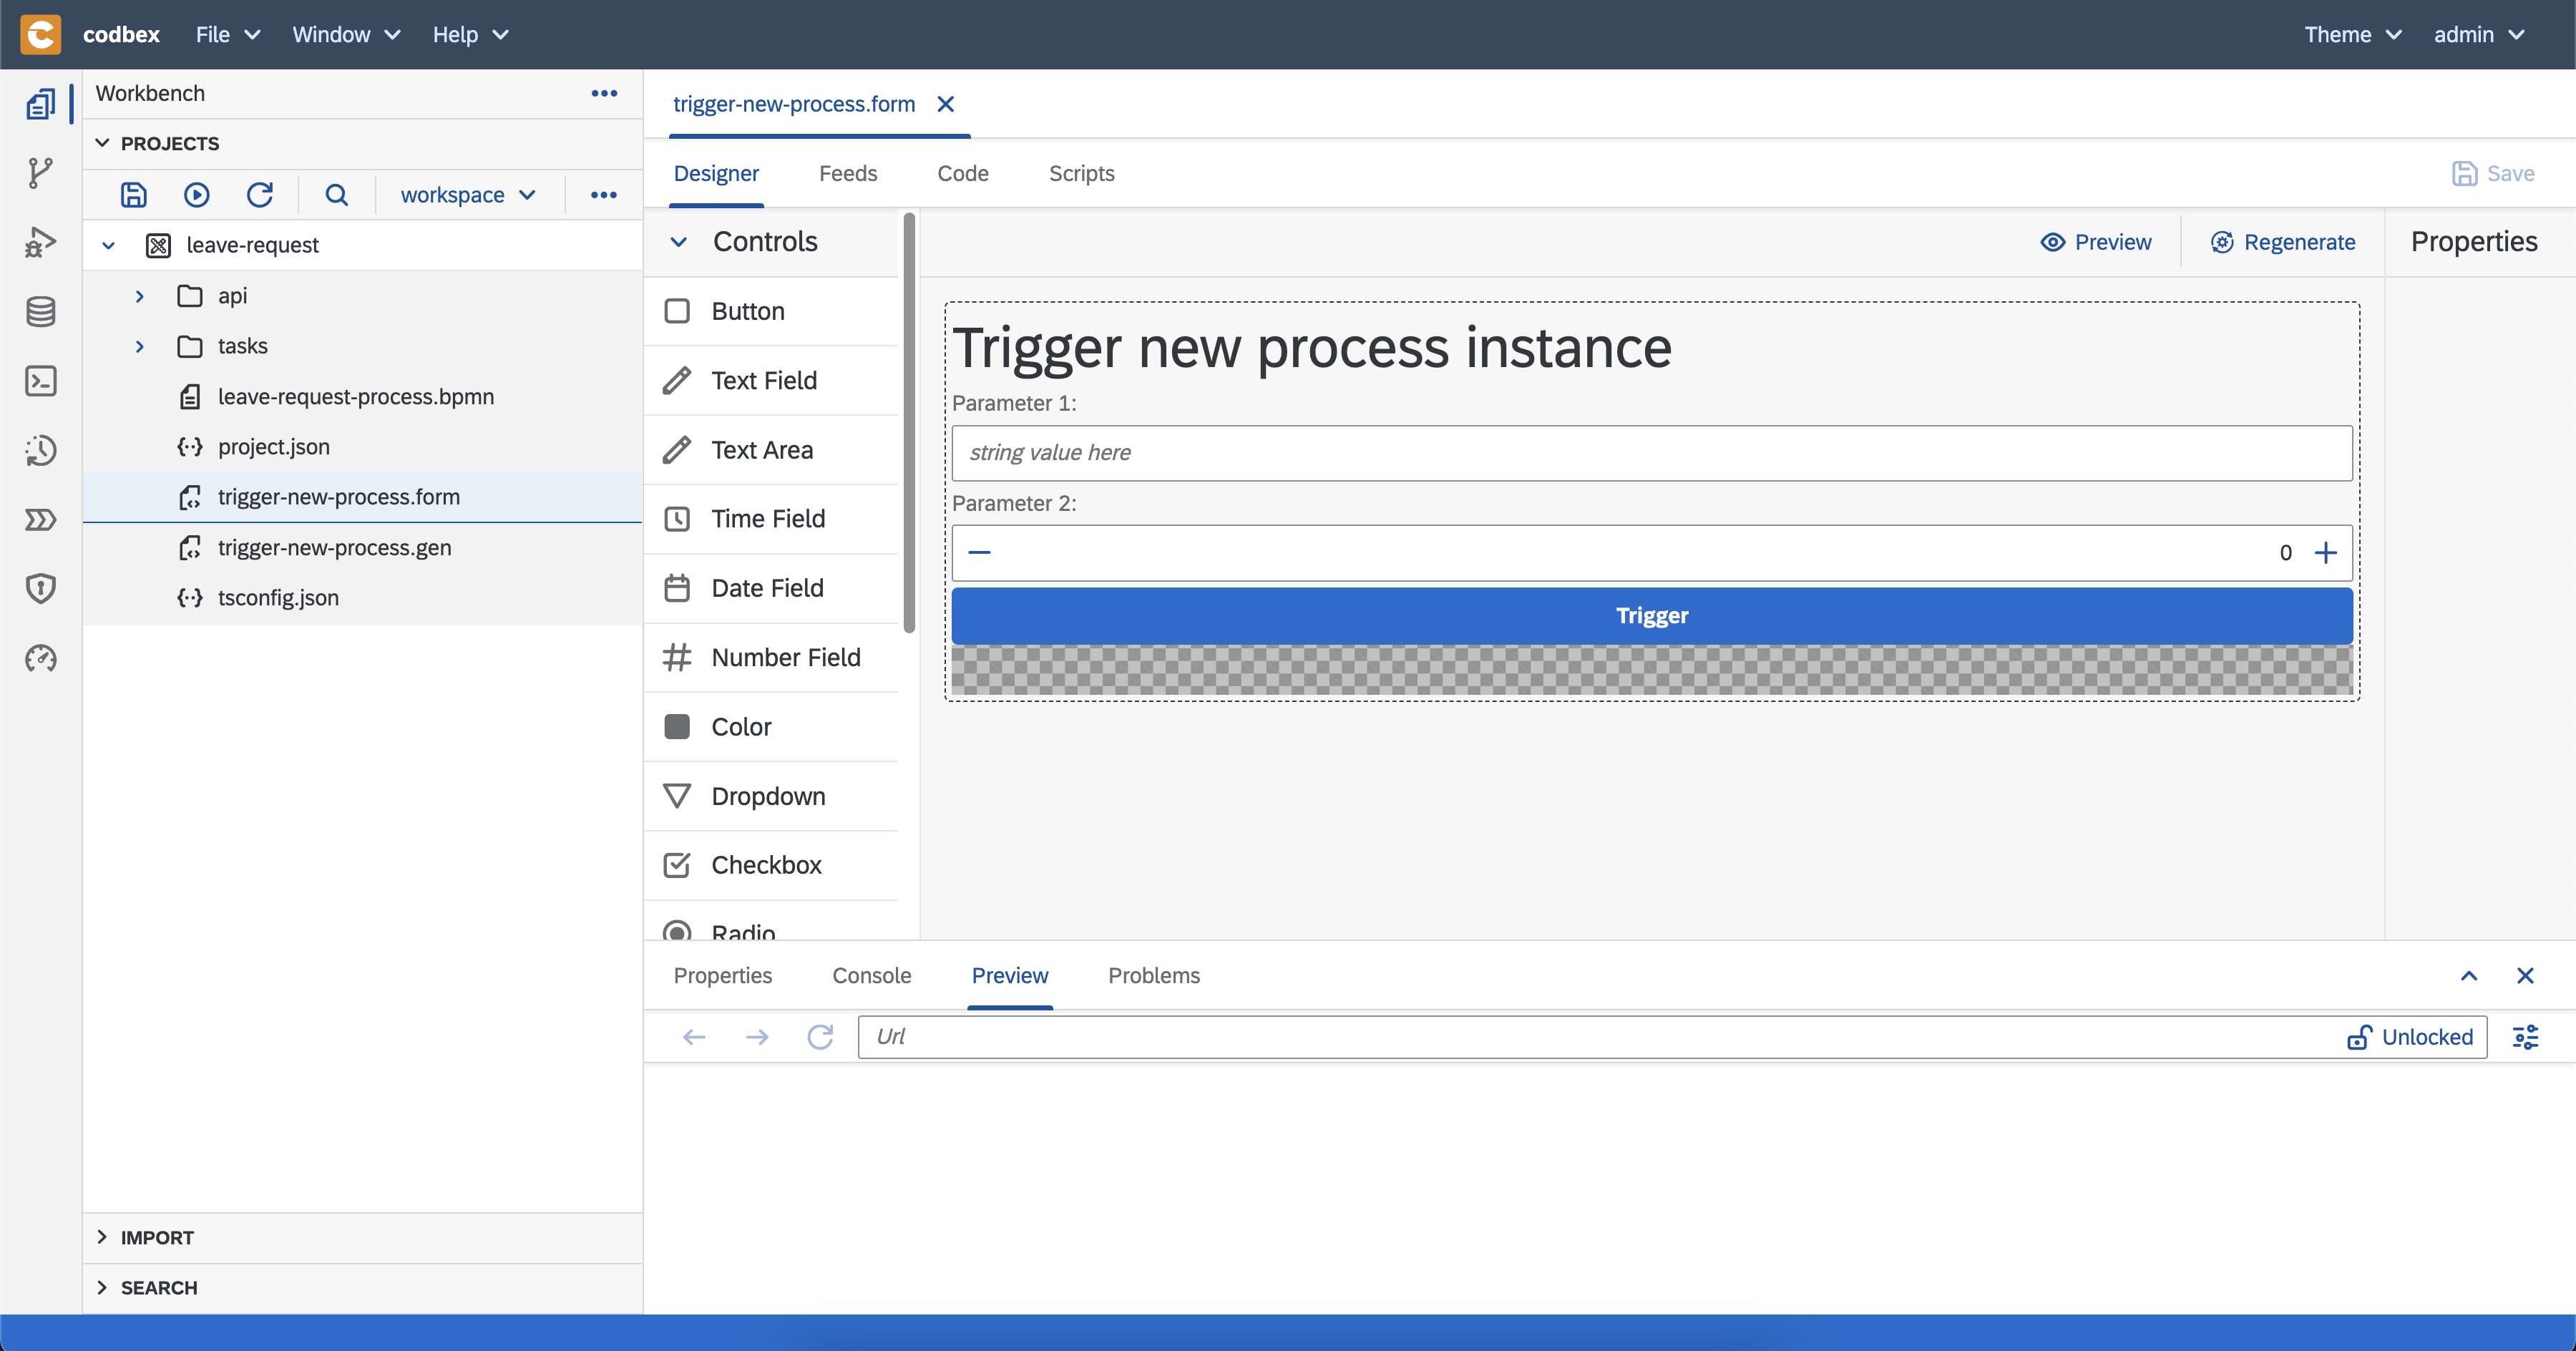 codbex File Window Help Theme admin
Workbench
PROJECTS
workspace
leave-request
api
tasks
leave-request-process.bpmn
project.json
trigger-new-process.form
trigger-new-process.gen
tsconfig.json
IMPORT
SEARCH
trigger-new-process.form
Designer Feeds Code Scripts Save
Controls
Button
Text Field
Text Area
Time Field
Date Field
Number Field
Color
Dropdown
Checkbox
Radio
Preview Regenerate
Trigger new process instance
Parameter 1:
string value here
Parameter 2:
0
Trigger
Properties
Properties Console Preview Problems
Url Unlocked